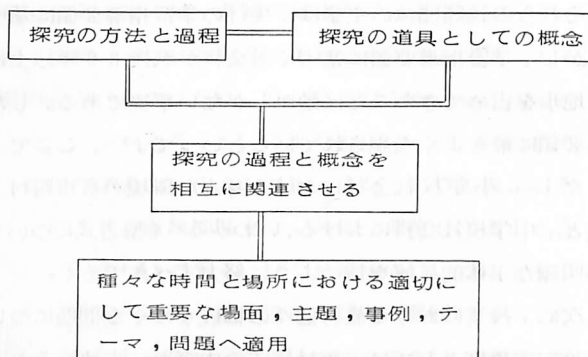 探究の方法と過程
探究の道具としての概念
探究の過程と概念を
相互に関連させる
種々な時間と場所における適切に
して重要な場面，主題，事例，テ
ーマ，問題へ適用